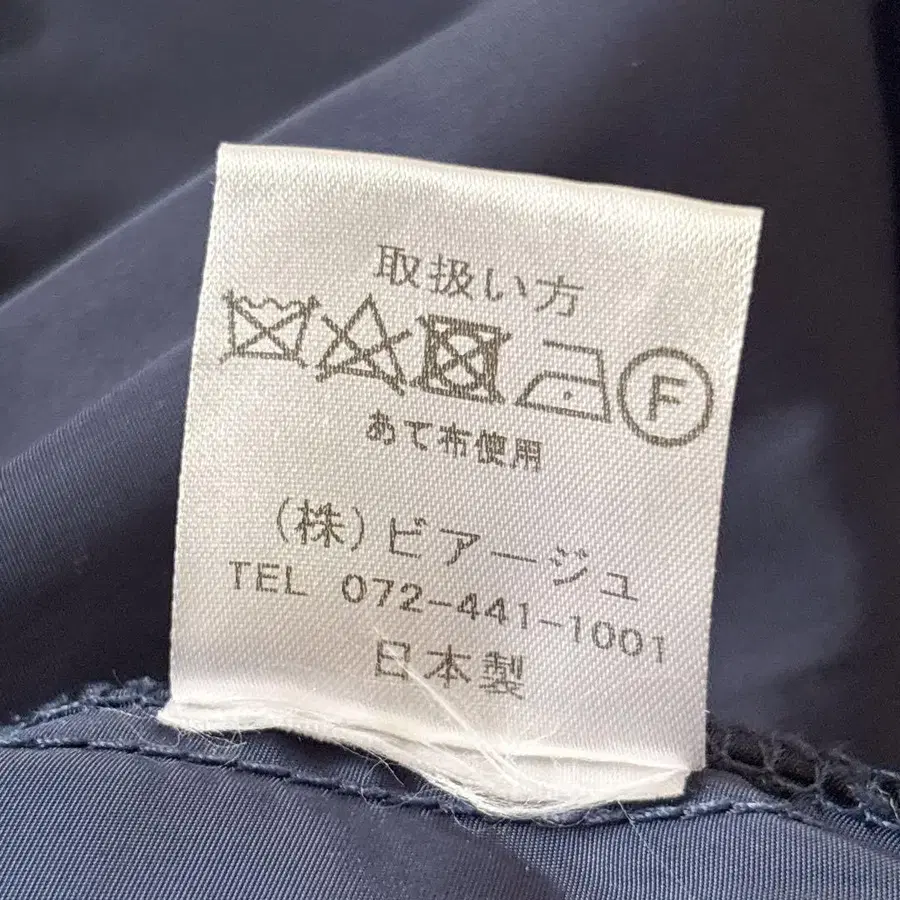 取扱い方
F
あて布使用
(株)ビアージュ
TEL 072-441-1001
日本製